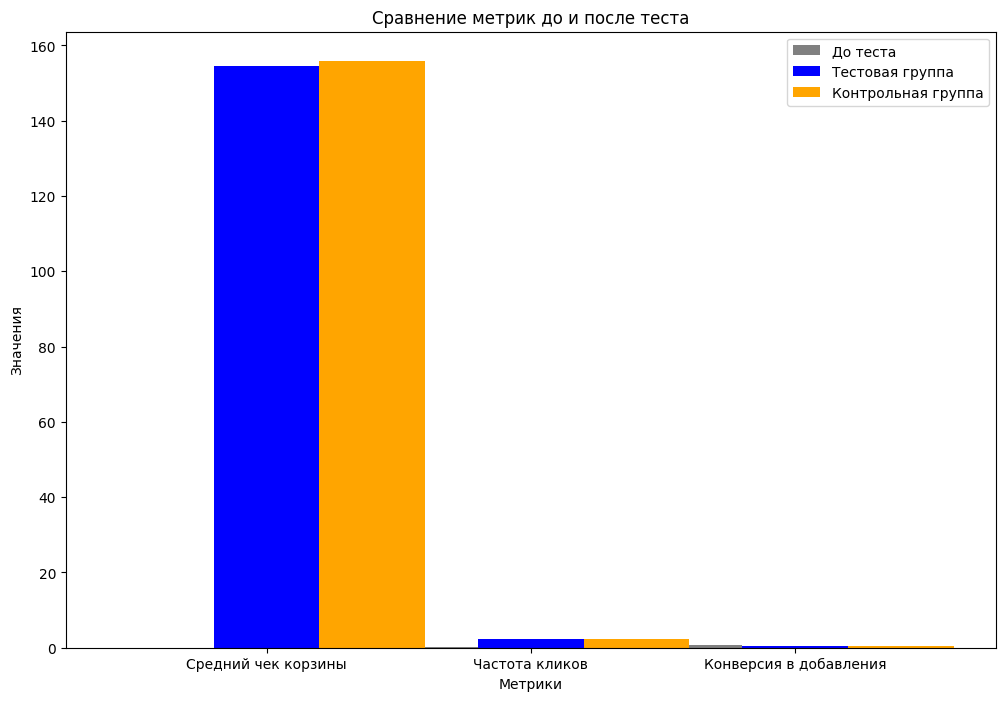 Сравнение метрик до и после теста
До теста
Тестовая группа
Контрольная группа
160
140
120
100
80
60
40
20
0
Значения
Средний чек корзины
Частота кликов
Конверсия в добавления
Метрики